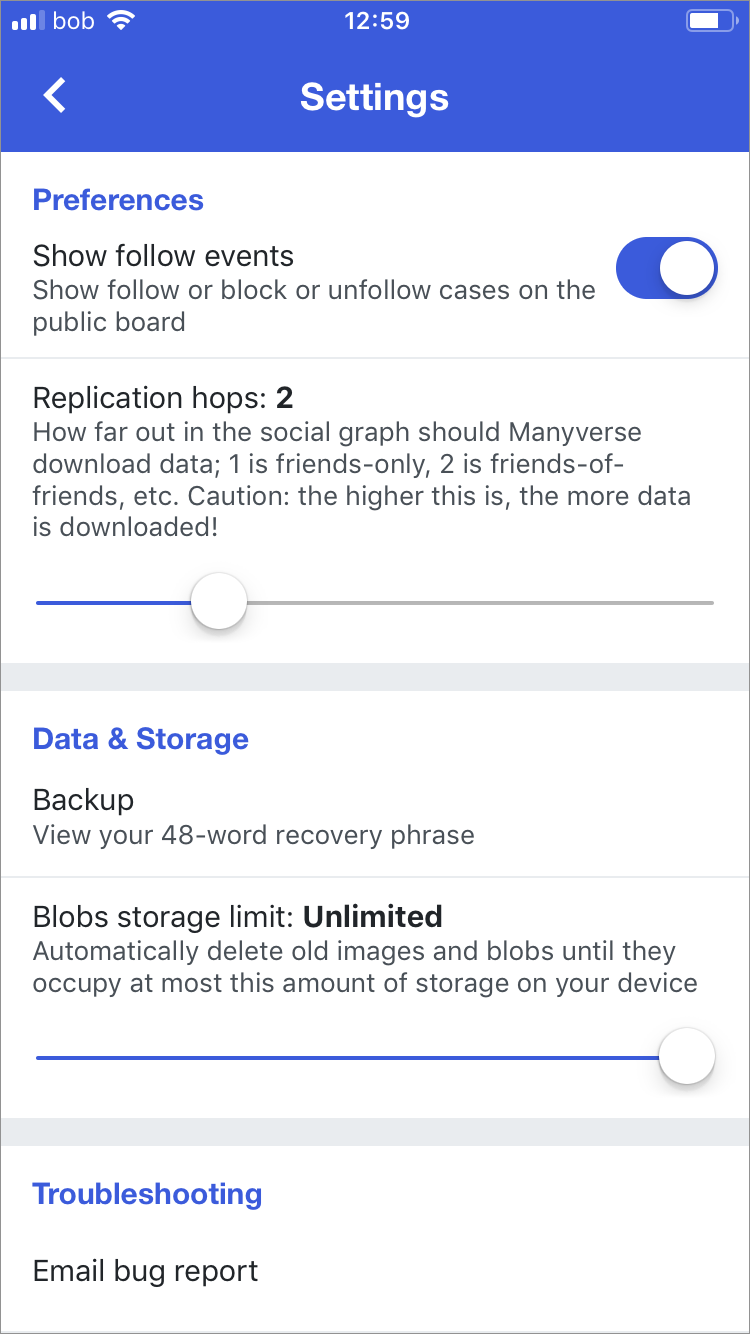 bob 12:59
Settings
Preferences
Show follow events
Show follow or block or unfollow cases on the
public board
Replication hops: 2
How far out in the social graph should Manyverse
download data; 1 is friends-only, 2 is friends-of-
friends, etc. Caution: the higher this is, the more data
is downloaded!
Data & Storage
Backup
View your 48-word recovery phrase
Blobs storage limit: Unlimited
Automatically delete old images and blobs until they
occupy at most this amount of storage on your device
Troubleshooting
Email bug report